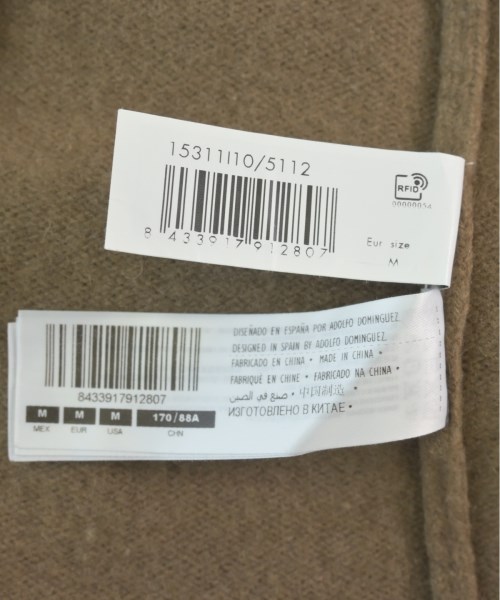 15311I10/5112
8 433917 912807
RFID
00000034
Eur size
M
8433917912807
M M M 170/88A
MEX EUR USA CHN
DISEÑADO EN ESPAÑA POR ADOLFO DOMINGUEZ.
DESIGNED IN SPAIN BY ADOLFO DOMINGUEZ.
FABRICADO EN CHINA • MADE IN CHINA •
FABRIQUÉ EN CHINE • FABRICADO NA CHINA •
صنع في الصين • 中国制造 •
ИЗГОТОВЛЕНО В КИТАЕ •